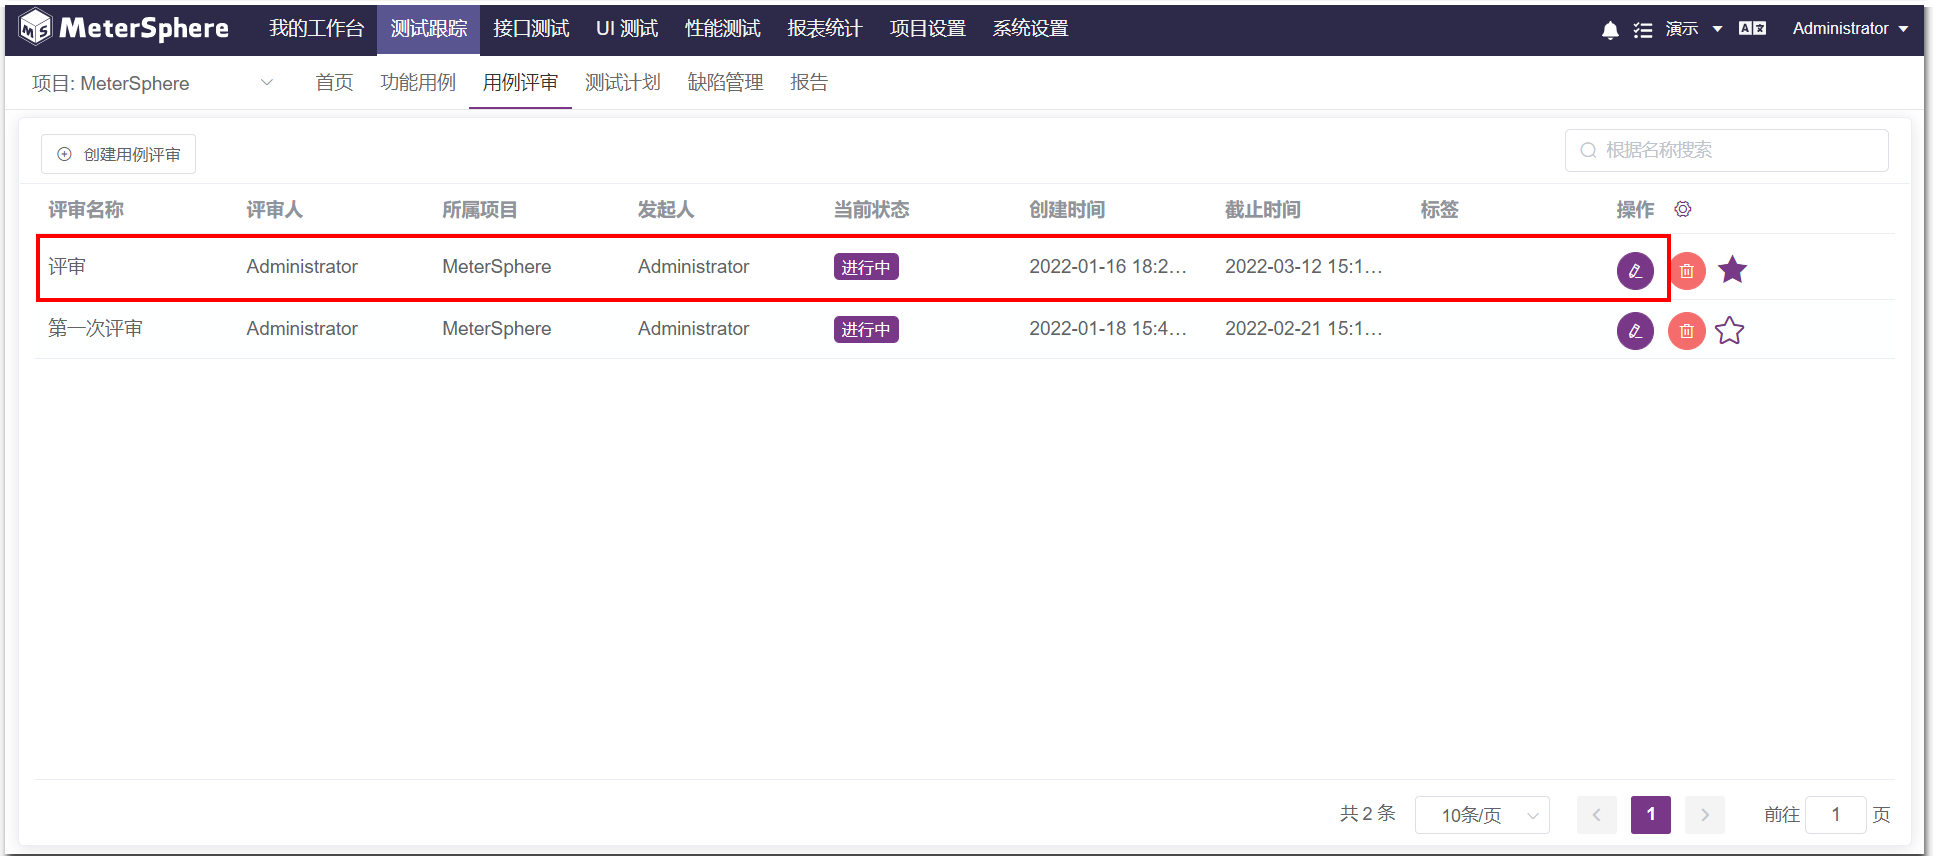 MeterSphere 我的工作台 测试跟踪 接口测试 UI 测试 性能测试 报表统计 项目设置 系统设置 演示 Administrator
项目: MeterSphere 首页 功能用例 用例评审 测试计划 缺陷管理 报告
创建用例评审 根据名称搜索
评审名称 评审人 所属项目 发起人 当前状态 创建时间 截止时间 标签 操作
评审 Administrator MeterSphere Administrator 进行中 2022-01-16 18:2... 2022-03-12 15:1...
第一次评审 Administrator MeterSphere Administrator 进行中 2022-01-18 15:4... 2022-02-21 15:1...
共 2 条 10条/页 1 前往 1 页